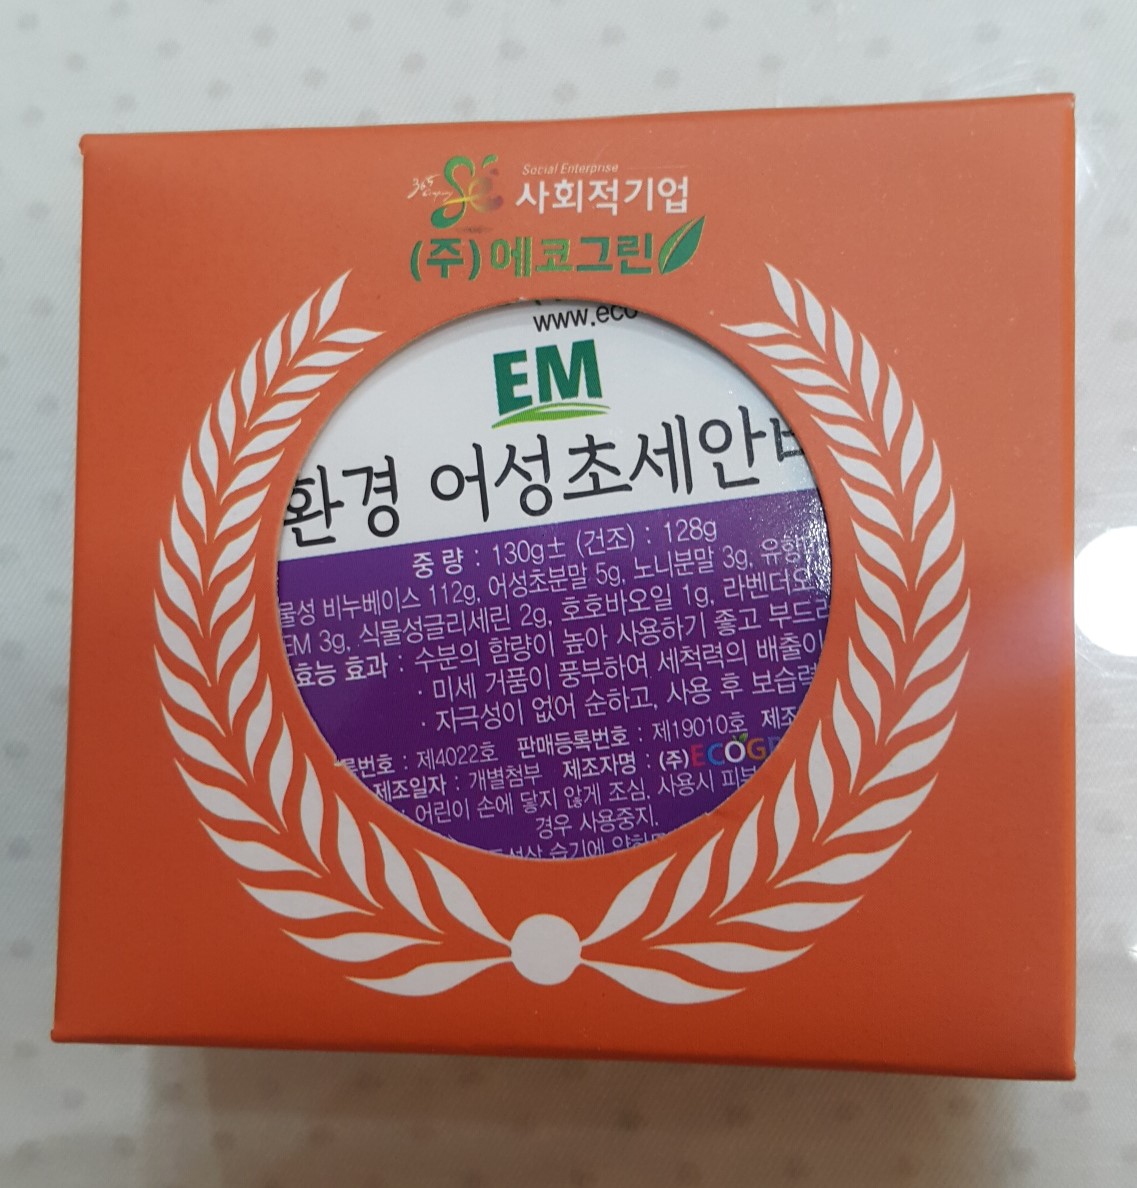 Social Enterprise
사회적기업
(주)에코그린
www.eco
EM
환경 어성초세안
중 량 : 130g± (건조) : 128g
물성 비누베이스 112g, 어성초분말 5g, 노니분말 3g, 유향
EM 3g, 식물성글리세린 2g, 호호바오일 1g, 라벤더오
효능 효과 : 수분의 함량이 높아 사용하기 좋고 부드러
· 미세 거품이 풍부하여 세척력의 배출이
· 자극성이 없어 순하고, 사용 후 보습력
록번호 : 제4022호 판매등록번호 : 제19010호 제조
제조일자 : 개별첨부 제조자명 : (주)ECOGR
: 어린이 손에 닿지 않게 조심, 사용시 피부
경우 사용중지.
습기에